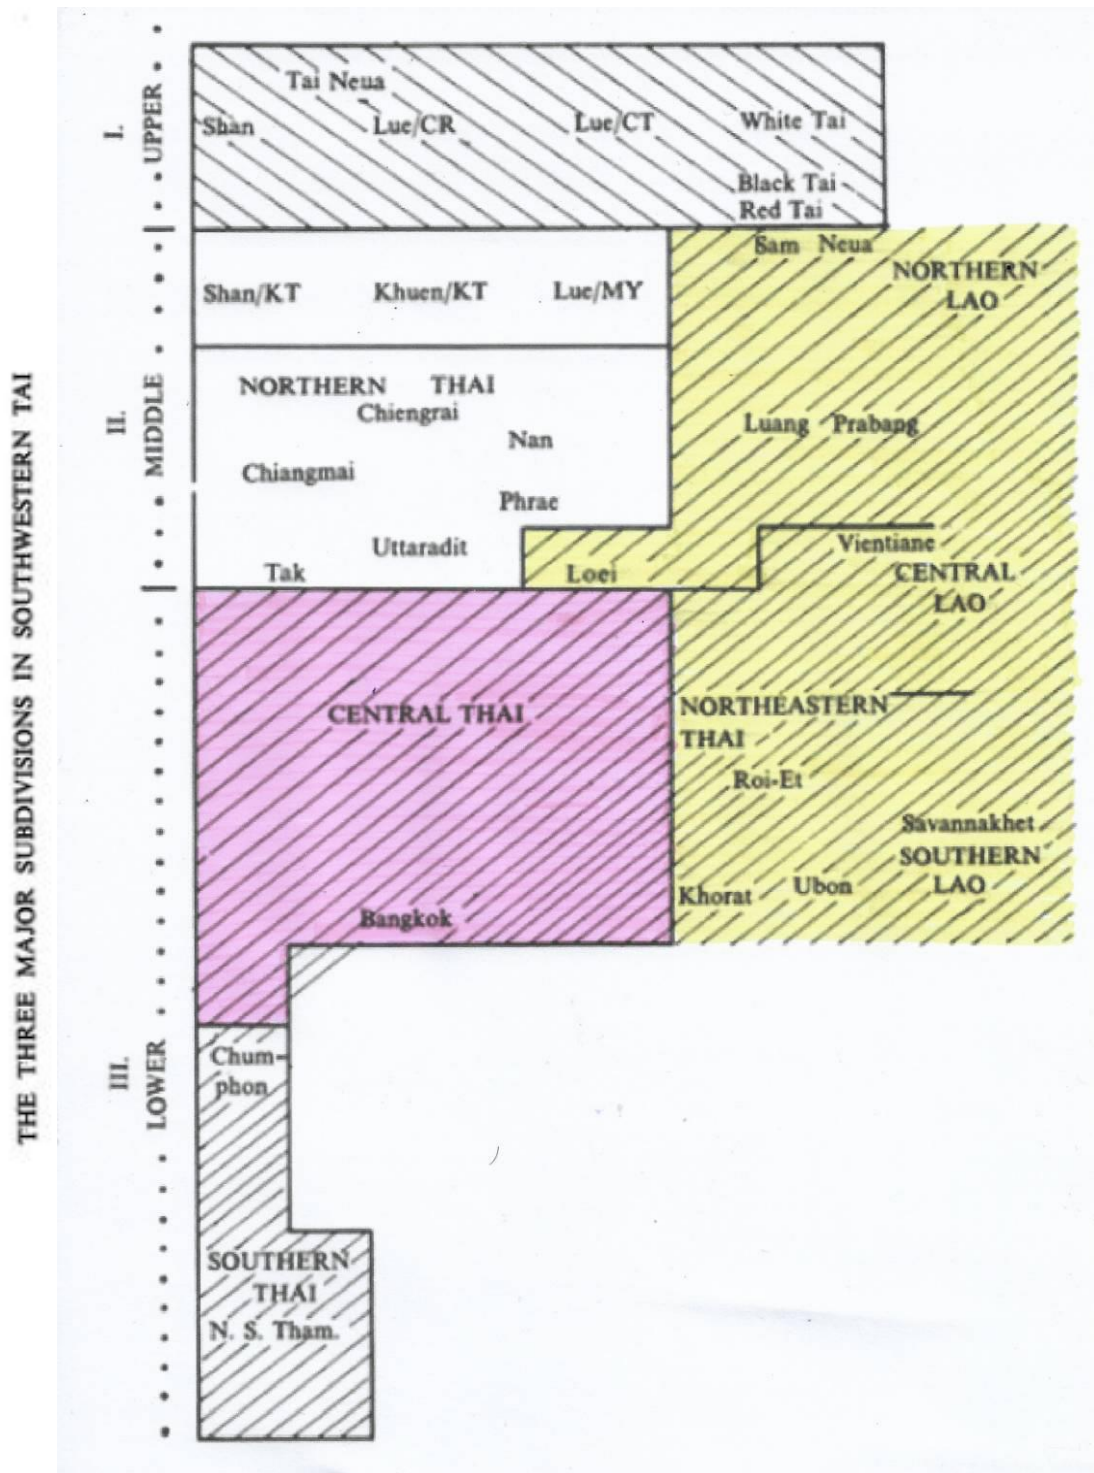 THE THREE MAJOR SUBDIVISIONS IN SOUTHWESTERN TAI
I.
UPPER
Tai Neua
Shan
Lue/CR
Lue/CT
White Tai
Black Tai
Red Tai
II.
MIDDLE
Shan/KT
Khuen/KT
Lue/MY
Sam Neua
NORTHERN
LAO
NORTHERN THAI
Chiengrai
Nan
Chiangmai
Phrae
Uttaradit
Tak
Luang Prabang
Loei
Vientiane
CENTRAL
LAO
III.
LOWER
CENTRAL THAI
Bangkok
NORTHEASTERN
THAI
Roi-Et
Savannakhet
SOUTHERN
LAO
Khorat
Ubon
Chum-
phon
SOUTHERN
THAI
N. S. Tham.